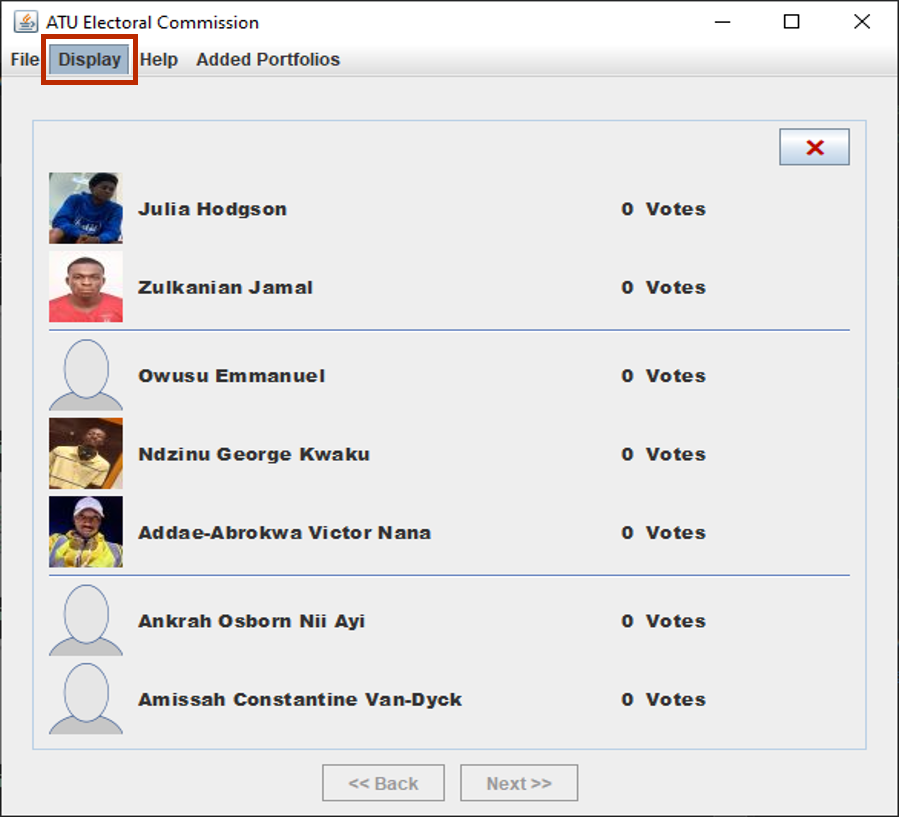 ATU Electoral Commission
File Display Help Added Portfolios
Julia Hodgson 0 Votes
Zulkanian Jamal 0 Votes
Owusu Emmanuel 0 Votes
Ndzinu George Kwaku 0 Votes
Addae-Abrokwa Victor Nana 0 Votes
Ankrah Osborn Nii Ayi 0 Votes
Amissah Constantine Van-Dyck 0 Votes
<< Back Next >>